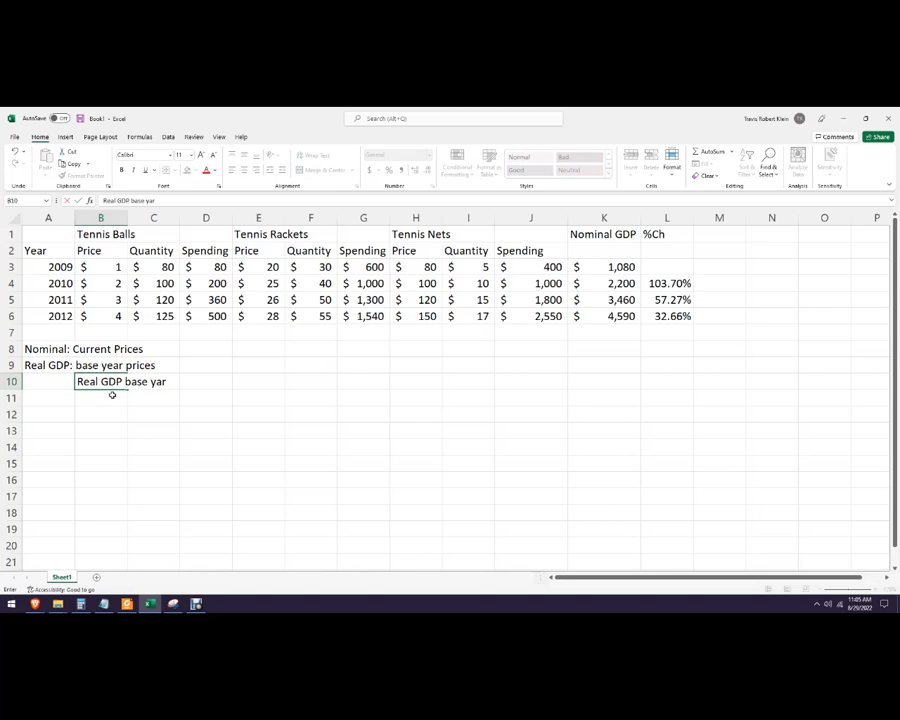 AutoSave Off Book1 - Excel Search (Alt+Q) Travis Robert Klein TK
File Home Insert Page Layout Formulas Data Review View Help Comments Share
Cut Calibri 11 Wrap Text General Normal Bad AutoSum
Copy Fill
Format Painter Merge & Center Conditional Formatting Good Neutral Insert Delete Format Clear Sort & Filter Find & Select Analyze Data Sensitivity
Undo Clipboard Font Alignment Number Styles Cells Editing Analysis Sensitivity
B10 fx Real GDP base yar
A B C D E F G H I J K L M N O P
1 Tennis Balls Tennis Rackets Tennis Nets Nominal GDP %Ch
2 Year Price Quantity Spending Price Quantity Spending Price Quantity Spending
3 2009 $ 1 $ 80 $ 80 $ 20 $ 30 $ 600 $ 80 $ 5 $ 400 $ 1,080
4 2010 $ 2 $ 100 $ 200 $ 25 $ 40 $ 1,000 $ 100 $ 10 $ 1,000 $ 2,200 103.70%
5 2011 $ 3 $ 120 $ 360 $ 26 $ 50 $ 1,300 $ 120 $ 15 $ 1,800 $ 3,460 57.27%
6 2012 $ 4 $ 125 $ 500 $ 28 $ 55 $ 1,540 $ 150 $ 17 $ 2,550 $ 4,590 32.66%
7
8 Nominal: Current Prices
9 Real GDP: base year prices
10 Real GDP base yar
11
12
13
14
15
16
17
18
19
20
21
Sheet1
Enter Accessibility: Good to go
11:05 AM
8/29/2022